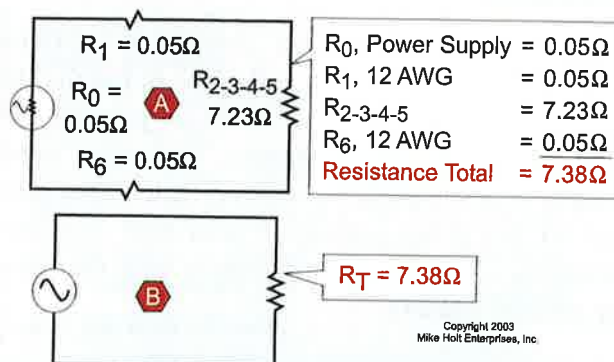 R1 = 0.05Ω
R0 =
0.05Ω
A
R2-3-4-5
7.23Ω
R6 = 0.05Ω
R0, Power Supply = 0.05Ω
R1, 12 AWG = 0.05Ω
R2-3-4-5 = 7.23Ω
R6, 12 AWG = 0.05Ω
Resistance Total = 7.38Ω
B
RT = 7.38Ω
Copyright 2003
Mike Holt Enterprises, Inc